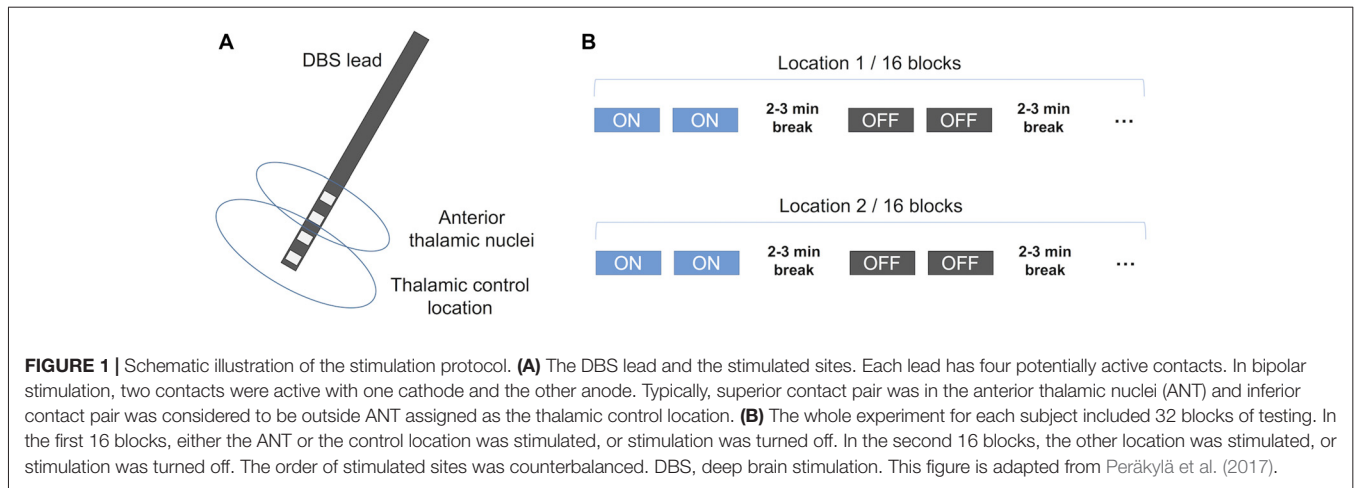 A
DBS lead
Anterior
thalamic nuclei
Thalamic control
location
B
Location 1 / 16 blocks
ON ON 2-3 min break OFF OFF 2-3 min break ...
Location 2 / 16 blocks
ON ON 2-3 min break OFF OFF 2-3 min break ...
FIGURE 1 | Schematic illustration of the stimulation protocol. (A) The DBS lead and the stimulated sites. Each lead has four potentially active contacts. In bipolar
stimulation, two contacts were active with one cathode and the other anode. Typically, superior contact pair was in the anterior thalamic nuclei (ANT) and inferior
contact pair was considered to be outside ANT assigned as the thalamic control location. (B) The whole experiment for each subject included 32 blocks of testing. In
the first 16 blocks, either the ANT or the control location was stimulated, or stimulation was turned off. In the second 16 blocks, the other location was stimulated, or
stimulation was turned off. The order of stimulated sites was counterbalanced. DBS, deep brain stimulation. This figure is adapted from Peräkylä et al. (2017).